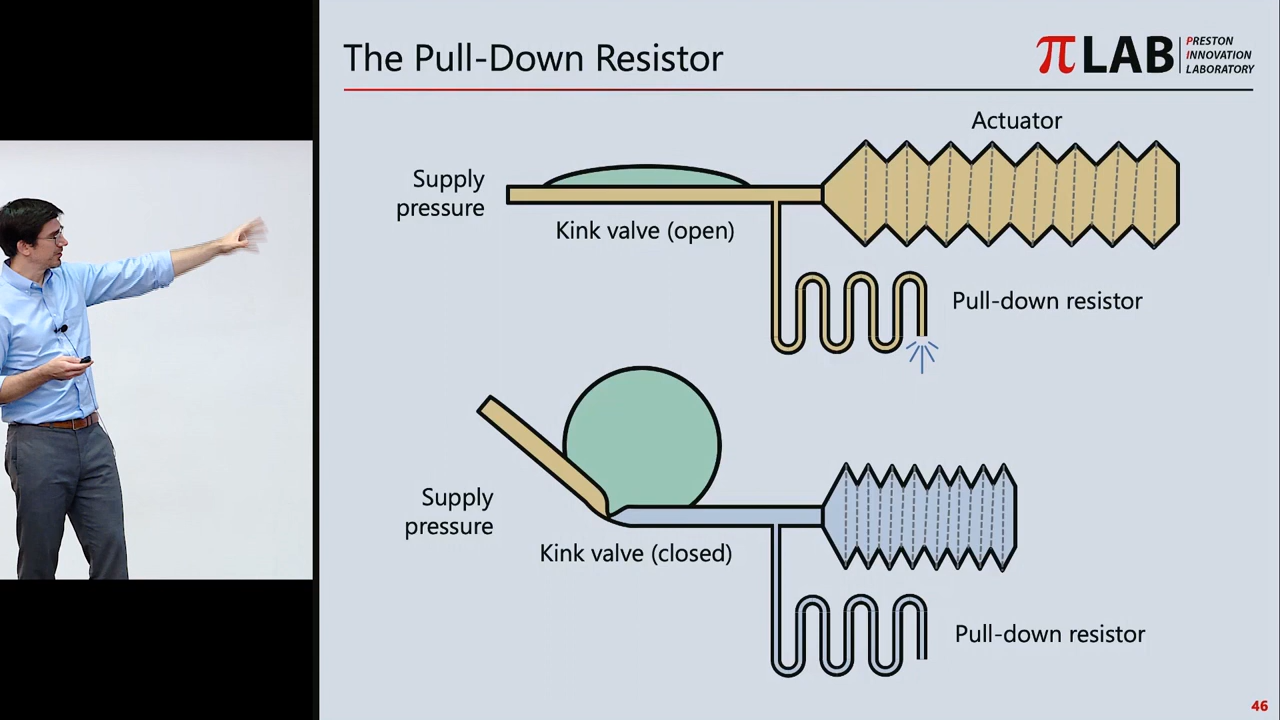 The Pull-Down Resistor
πLAB
PRESTON
INNOVATION
LABORATORY
Actuator
Supply
pressure
Kink valve (open)
Pull-down resistor
Supply
pressure
Kink valve (closed)
Pull-down resistor
46